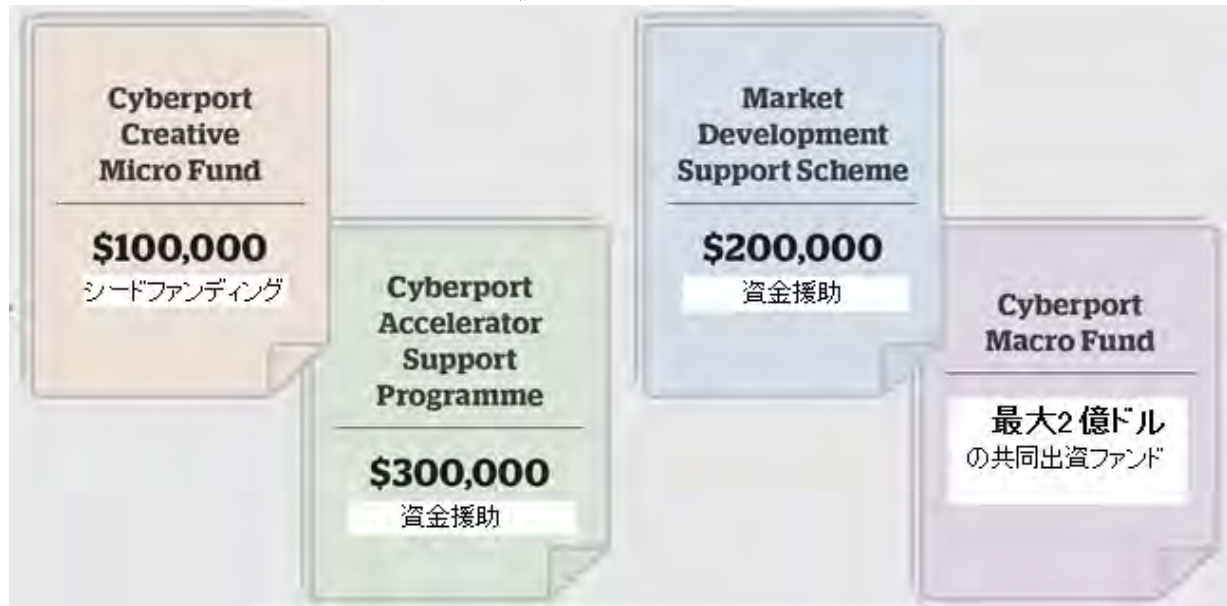 Cyberport
Creative
Micro Fund
$100,000
シードファンディング
Cyberport
Accelerator
Support
Programme
$300,000
資金援助
Market
Development
Support Scheme
$200,000
資金援助
Cyberport
Macro Fund
最大2億ドル
の共同出資ファンド